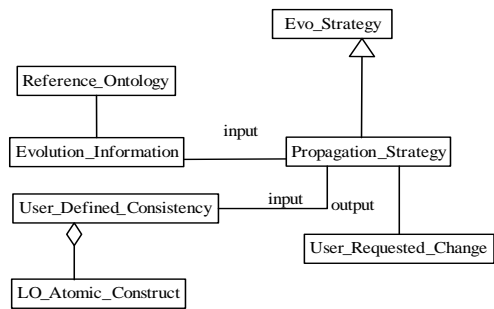 Evo_Strategy
Reference_Ontology
input
Evolution_Information
Propagation_Strategy
User_Defined_Consistency
input
output
User_Requested_Change
LO_Atomic_Construct